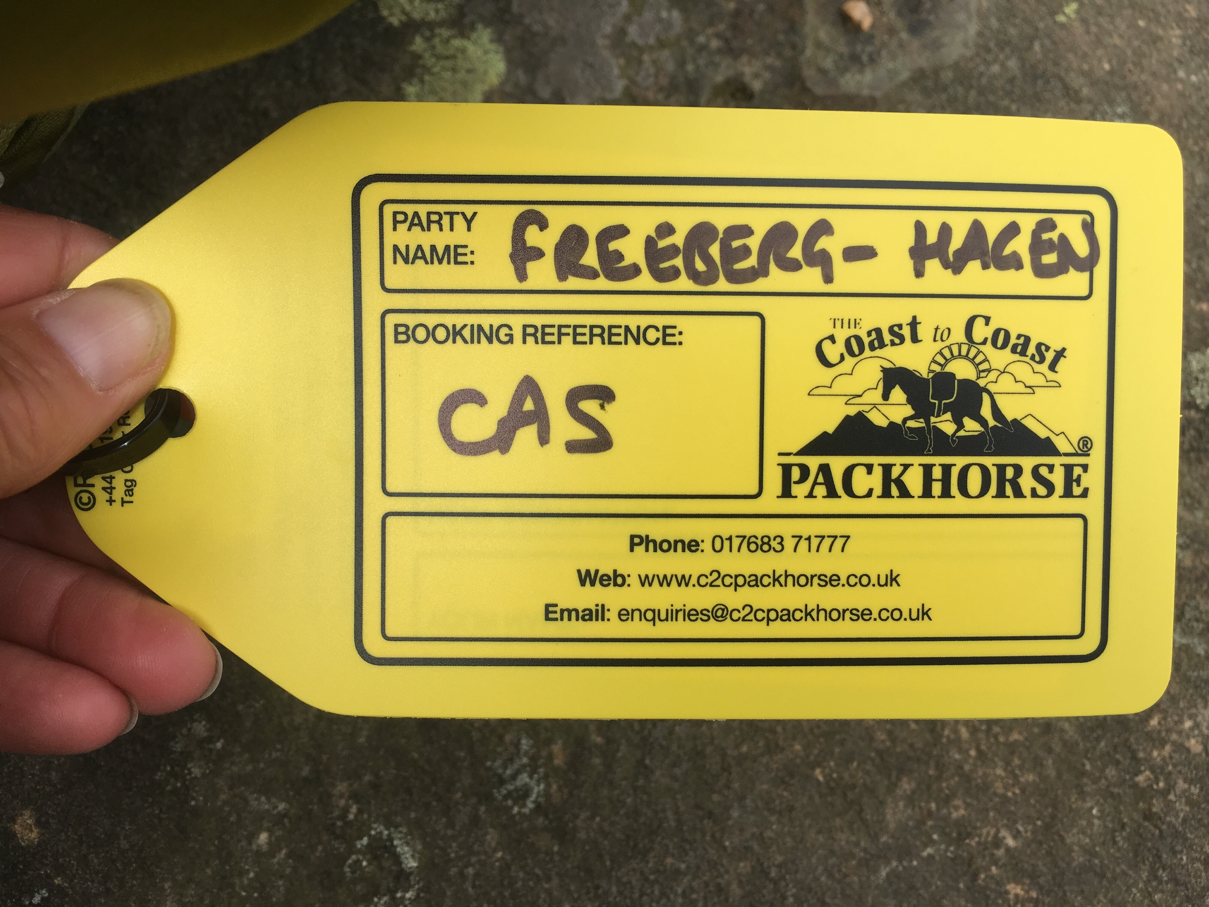 PARTY
NAME: FREEBERG - HAGEN
BOOKING REFERENCE:
CAS
THE
Coast to Coast
PACKHORSE®
Phone: 017683 71777
Web: www.c2cpackhorse.co.uk
Email: enquiries@c2cpackhorse.co.uk